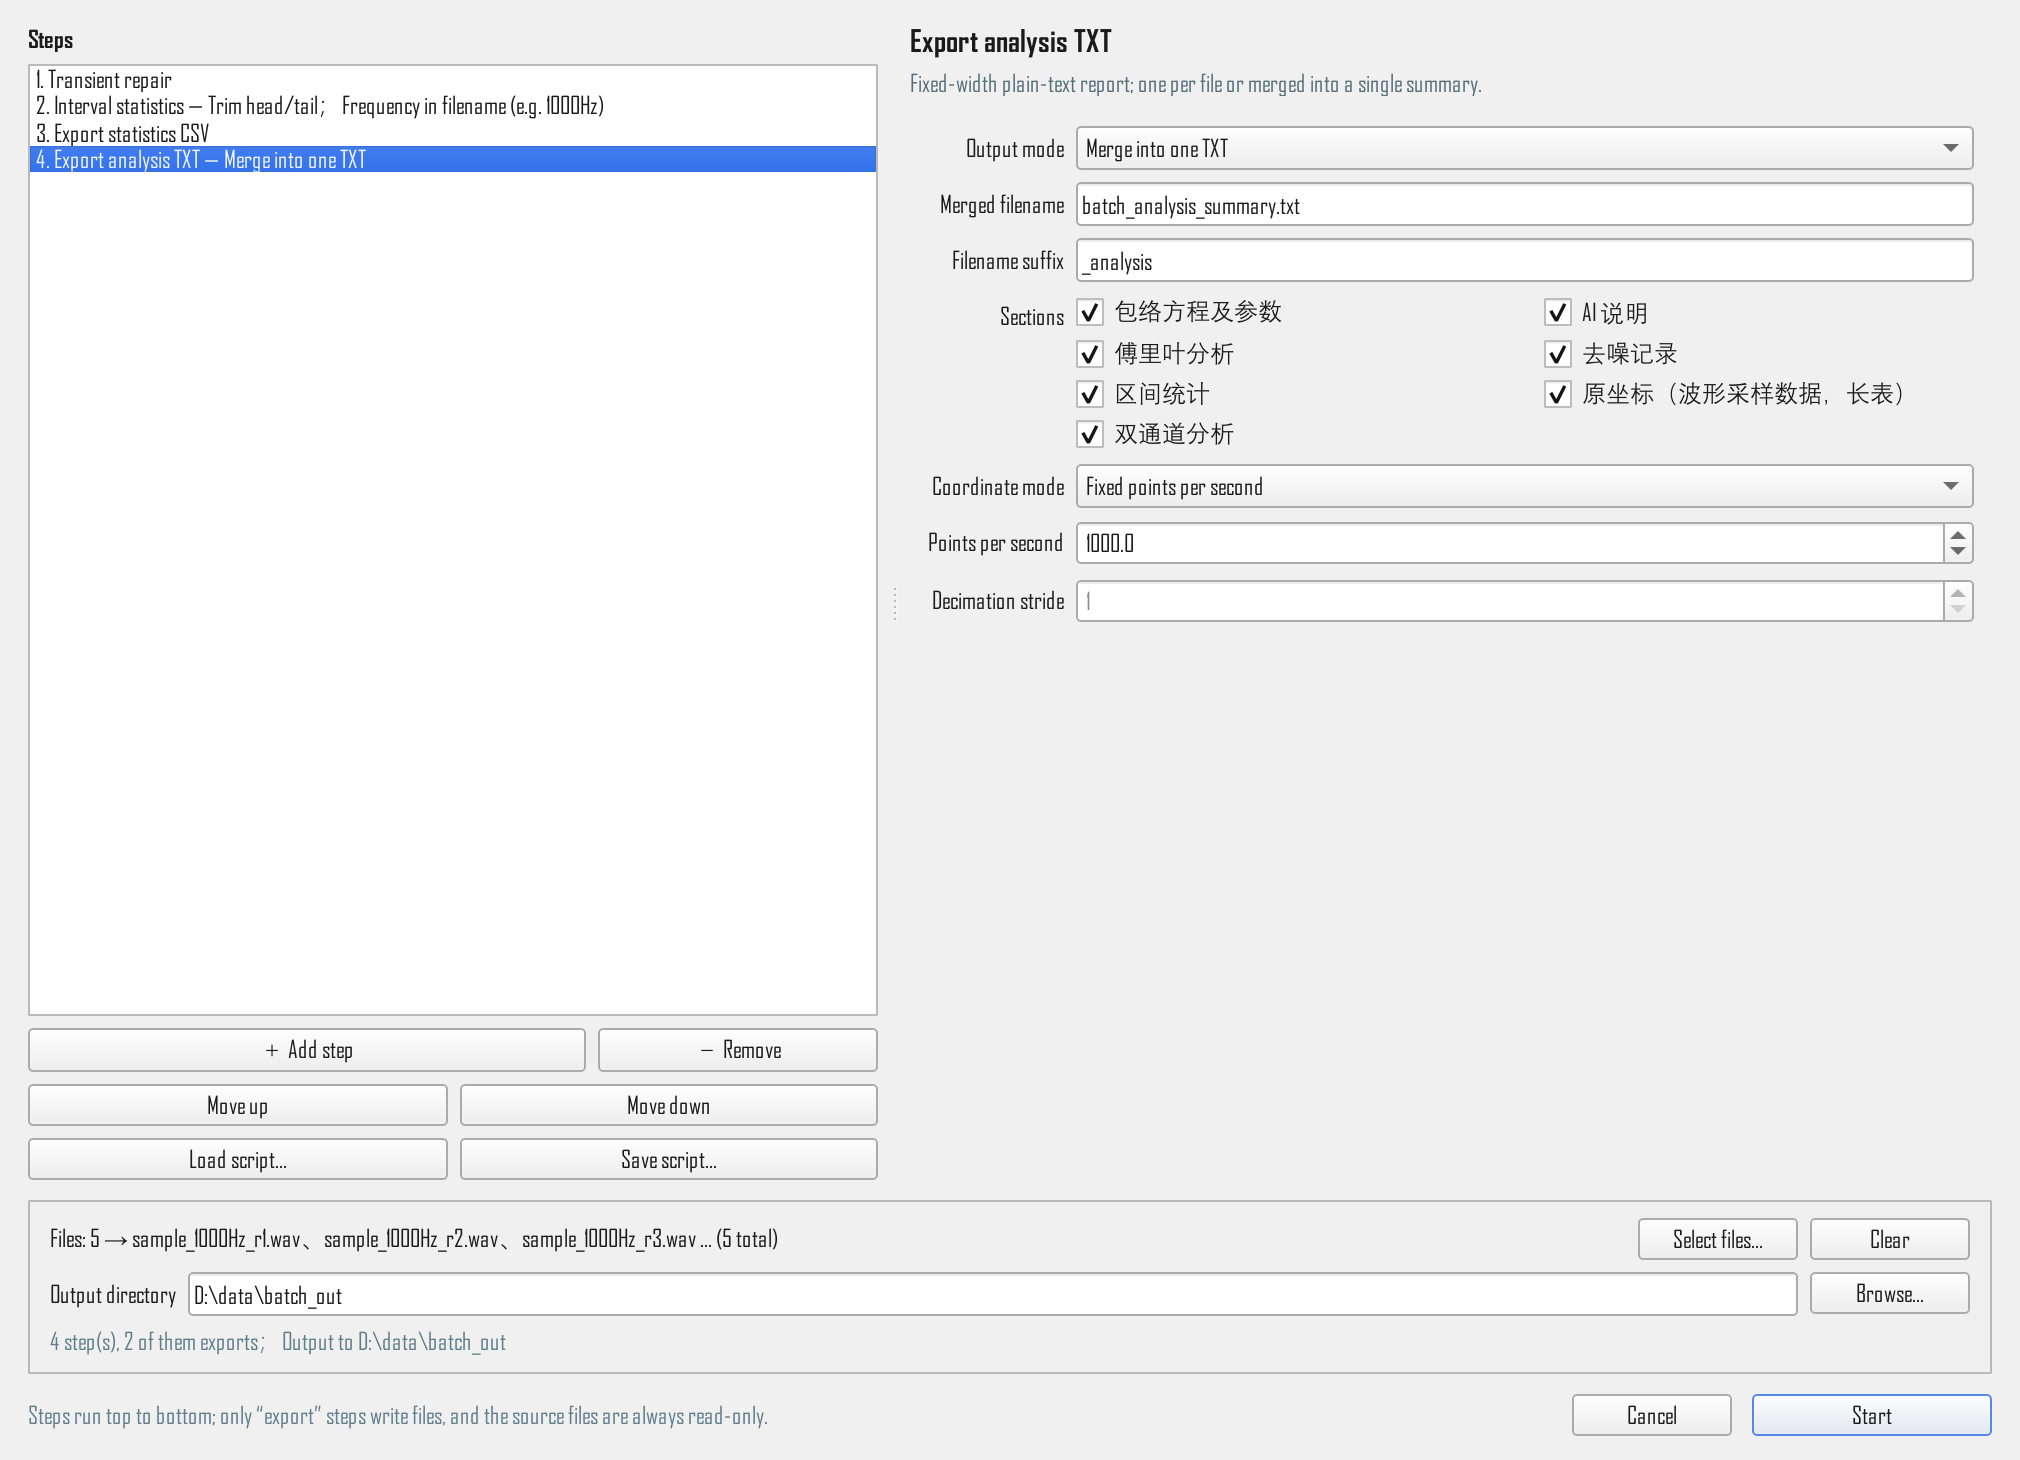 Steps
1. Transient repair
2. Interval statistics — Trim head/tail； Frequency in filename (e.g. 1000Hz)
3. Export statistics CSV
4. Export analysis TXT — Merge into one TXT
+ Add step
− Remove
Move up
Move down
Load script...
Save script...
Export analysis TXT
Fixed-width plain-text report; one per file or merged into a single summary.
Output mode
Merge into one TXT
Merged filename
batch_analysis_summary.txt
Filename suffix
_analysis
Sections
包络方程及参数
AI 说明
傅里叶分析
去噪记录
区间统计
原坐标（波形采样数据，长表）
双通道分析
Coordinate mode
Fixed points per second
Points per second
1000.0
Decimation stride
1
Files: 5 → sample_1000Hz_r1.wav、sample_1000Hz_r2.wav、sample_1000Hz_r3.wav ... (5 total)
Select files...
Clear
Output directory
D:\data\batch_out
Browse...
4 step(s), 2 of them exports； Output to D:\data\batch_out
Steps run top to bottom; only “export” steps write files, and the source files are always read-only.
Cancel
Start